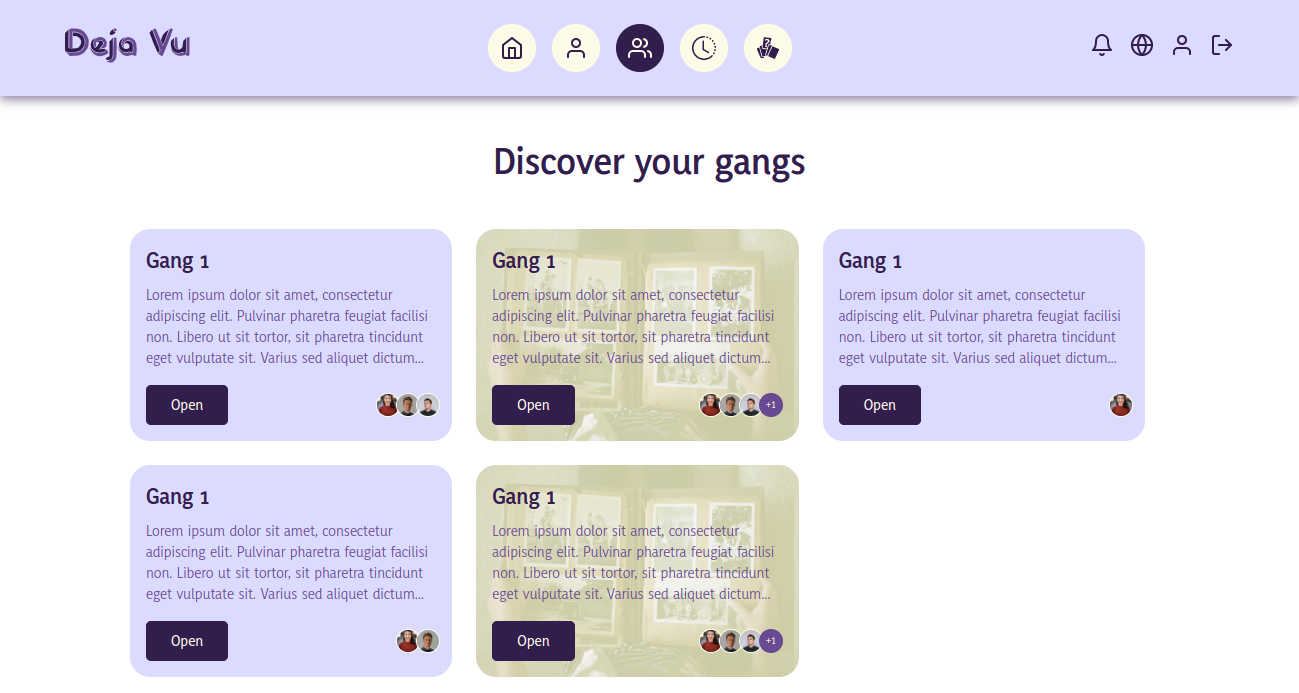 Deja Vu
Discover your gangs
Gang 1
Lorem ipsum dolor sit amet, consectetur
adipiscing elit. Pulvinar pharetra feugiat facilisi
non. Libero ut sit tortor, sit pharetra tincidunt
eget vulputate sit. Varius sed aliquet dictum...
Open
Gang 1
Lorem ipsum dolor sit amet, consectetur
adipiscing elit. Pulvinar pharetra feugiat facilisi
non. Libero ut sit tortor, sit pharetra tincidunt
eget vulputate sit. Varius sed aliquet dictum...
Open
+1
Gang 1
Lorem ipsum dolor sit amet, consectetur
adipiscing elit. Pulvinar pharetra feugiat facilisi
non. Libero ut sit tortor, sit pharetra tincidunt
eget vulputate sit. Varius sed aliquet dictum...
Open
Gang 1
Lorem ipsum dolor sit amet, consectetur
adipiscing elit. Pulvinar pharetra feugiat facilisi
non. Libero ut sit tortor, sit pharetra tincidunt
eget vulputate sit. Varius sed aliquet dictum...
Open
Gang 1
Lorem ipsum dolor sit amet, consectetur
adipiscing elit. Pulvinar pharetra feugiat facilisi
non. Libero ut sit tortor, sit pharetra tincidunt
eget vulputate sit. Varius sed aliquet dictum...
Open
+1